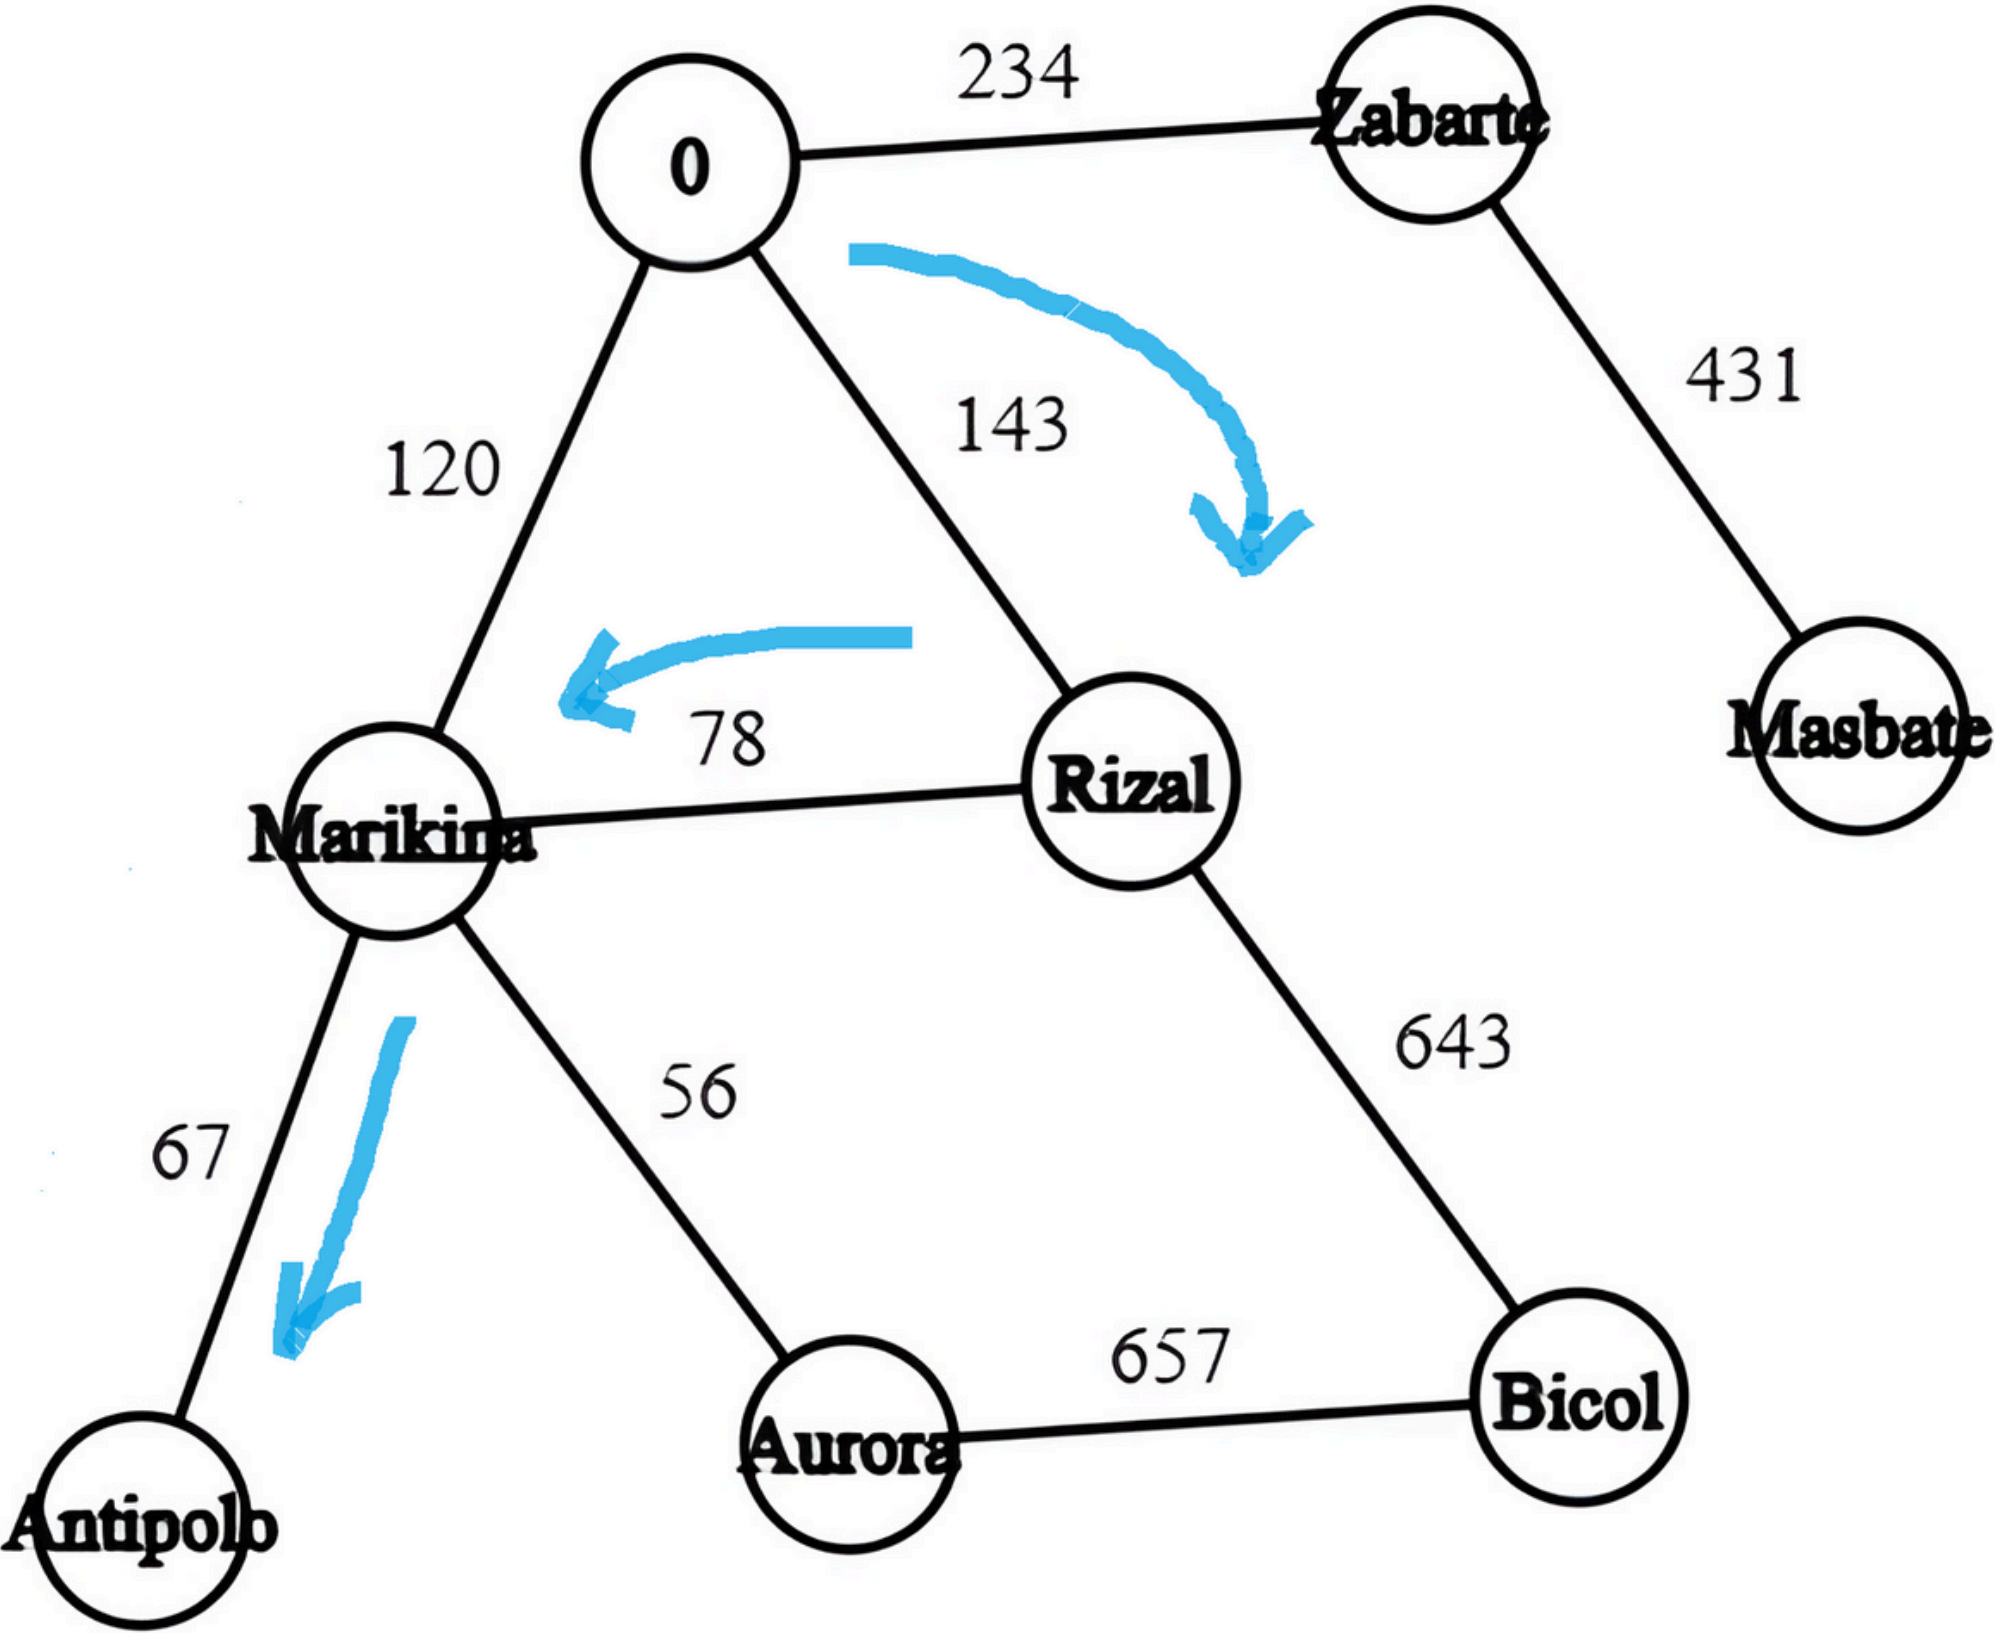 234
Zabarte
0
431
143
120
78
Masbate
Rizal
Marikina
643
56
67
657
Bicol
Aurora
Antipolo